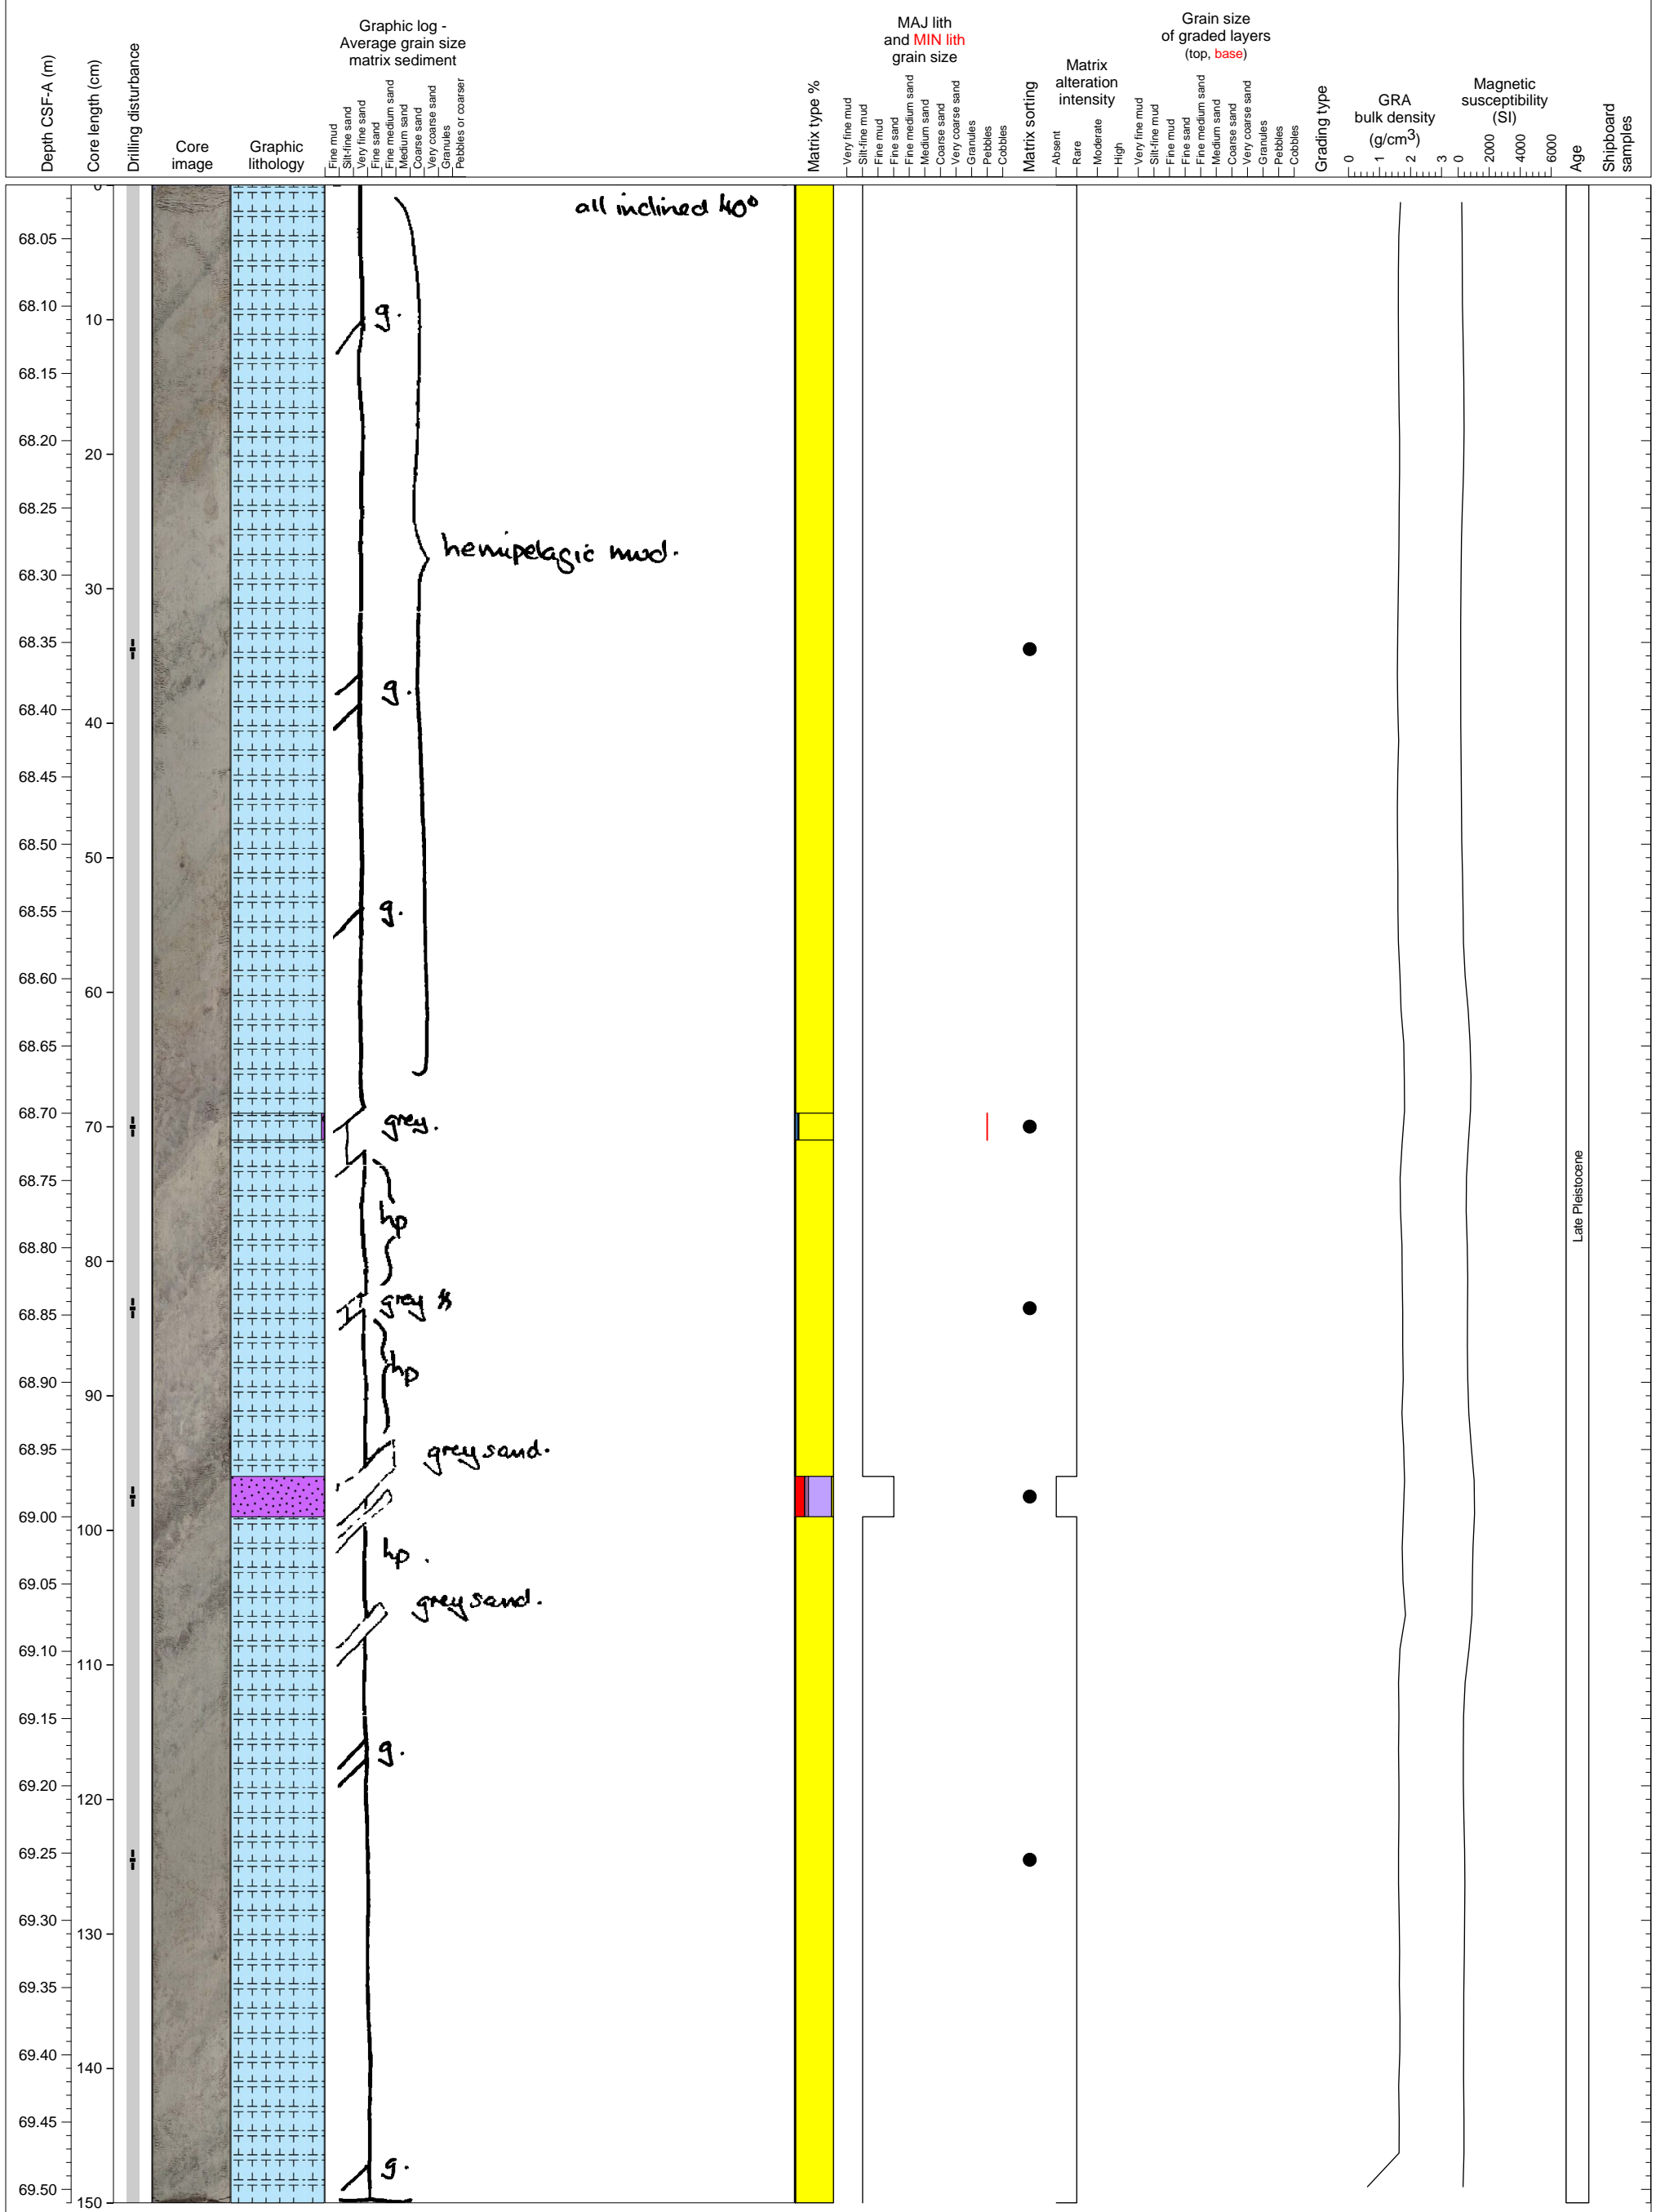 Depth CSF-A (m)
Core length (cm)
Drilling disturbance
Core
image
Graphic
lithology
Graphic log -
Average grain size
matrix sediment
Fine mud
Silt-fine sand
Very fine sand
Fine sand
Fine medium sand
Medium sand
Coarse sand
Very coarse sand
Granules
Pebbles or coarser
Matrix type %
MAJ lith
and MIN lith
grain size
Very fine mud
Silt-fine mud
Fine mud
Fine sand
Fine medium sand
Medium sand
Coarse sand
Very coarse sand
Granules
Pebbles
Cobbles
Matrix sorting
Matrix
alteration
intensity
Absent
Rare
Moderate
High
Grain size
of graded layers
(top, base)
Very fine mud
Silt-fine mud
Fine mud
Fine sand
Fine medium sand
Medium sand
Coarse sand
Very coarse sand
Granules
Pebbles
Cobbles
Grading type
GRA
bulk density
(g/cm3)
0 1 2 3
Magnetic
susceptibility
(SI)
0 2000 4000 6000
Age
Shipboard
samples
0
all inclined 40°
68.05
68.10
10
g.
68.15
68.20
20
68.25
hemipelagic mud.
68.30
30
68.35
g.
68.40
40
68.45
68.50
50
68.55
g.
68.60
60
68.65
68.70
70
grey.
68.75
hp
68.80
80
68.85
grey
68.90
hp
90
68.95
grey sand.
69.00
100
hp.
69.05
grey sand.
69.10
110
69.15
g.
69.20
120
69.25
69.30
130
69.35
69.40
140
69.45
g.
69.50
150
Late Pleistocene